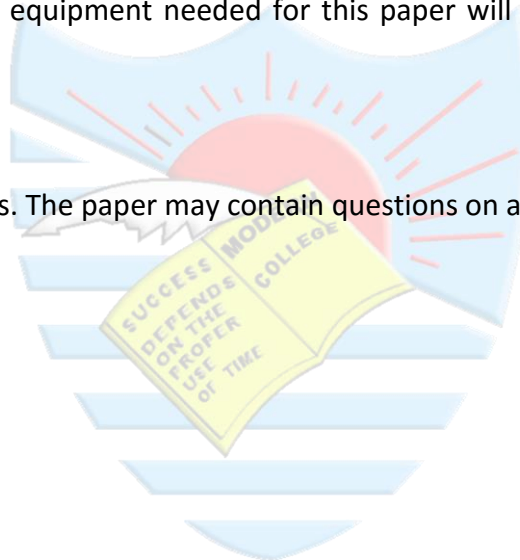 equipment needed for this paper will
s. The paper may contain questions on a
MODEL
COLLEGE
SUCCESS
DEPENDS
ON THE
PROPER
USE
OF TIME